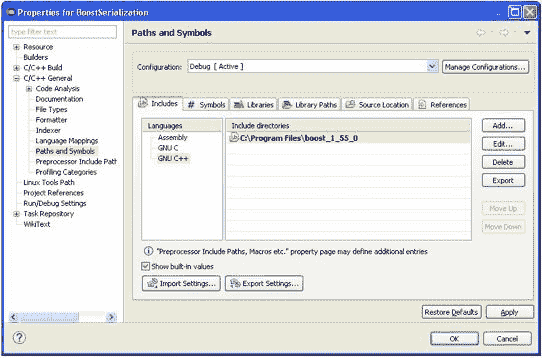 Properties for BoostSerialization
type filter text
Paths and Symbols
Resource
Builders
C/C++ Build
C/C++ General
Code Analysis
Documentation
File Types
Formatter
Indexer
Language Mappings
Paths and Symbols
Preprocessor Include Path
Profiling Categories
Linux Tools Path
Project References
Run/Debug Settings
Task Repository
WikiText
Configuration: Debug [ Active ] Manage Configurations...
Includes # Symbols Libraries Library Paths Source Location References
Languages
Assembly
GNU C
GNU C++
Include directories
C:\Program Files\boost_1_55_0
Add...
Edit...
Delete
Export
Move Up
Move Down
"Preprocessor Include Paths, Macros etc." property page may define additional entries
Show built-in values
Import Settings... Export Settings...
Restore Defaults Apply
? OK Cancel